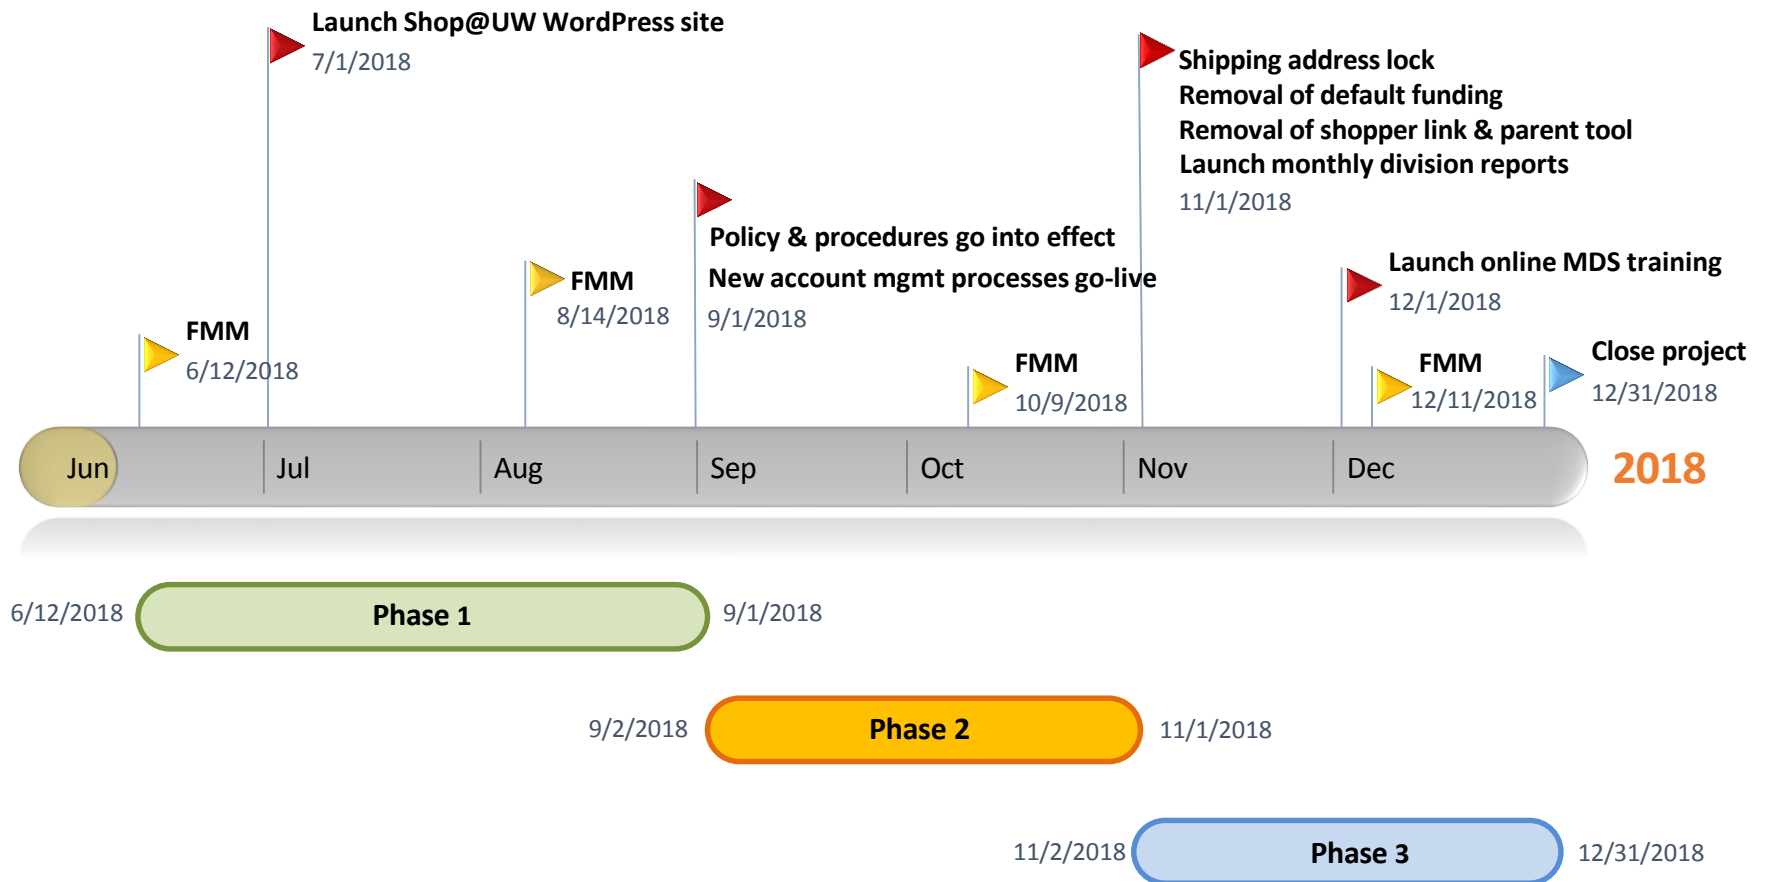 Launch Shop@UW WordPress site
7/1/2018
Shipping address lock
Removal of default funding
Removal of shopper link & parent tool
Launch monthly division reports
11/1/2018
Policy & procedures go into effect
New account mgmt processes go-live
9/1/2018
FMM
8/14/2018
Launch online MDS training
12/1/2018
FMM
6/12/2018
FMM
10/9/2018
FMM
12/11/2018
Close project
12/31/2018
Jun
Jul
Aug
Sep
Oct
Nov
Dec
2018
6/12/2018
Phase 1
9/1/2018
9/2/2018
Phase 2
11/1/2018
11/2/2018
Phase 3
12/31/2018